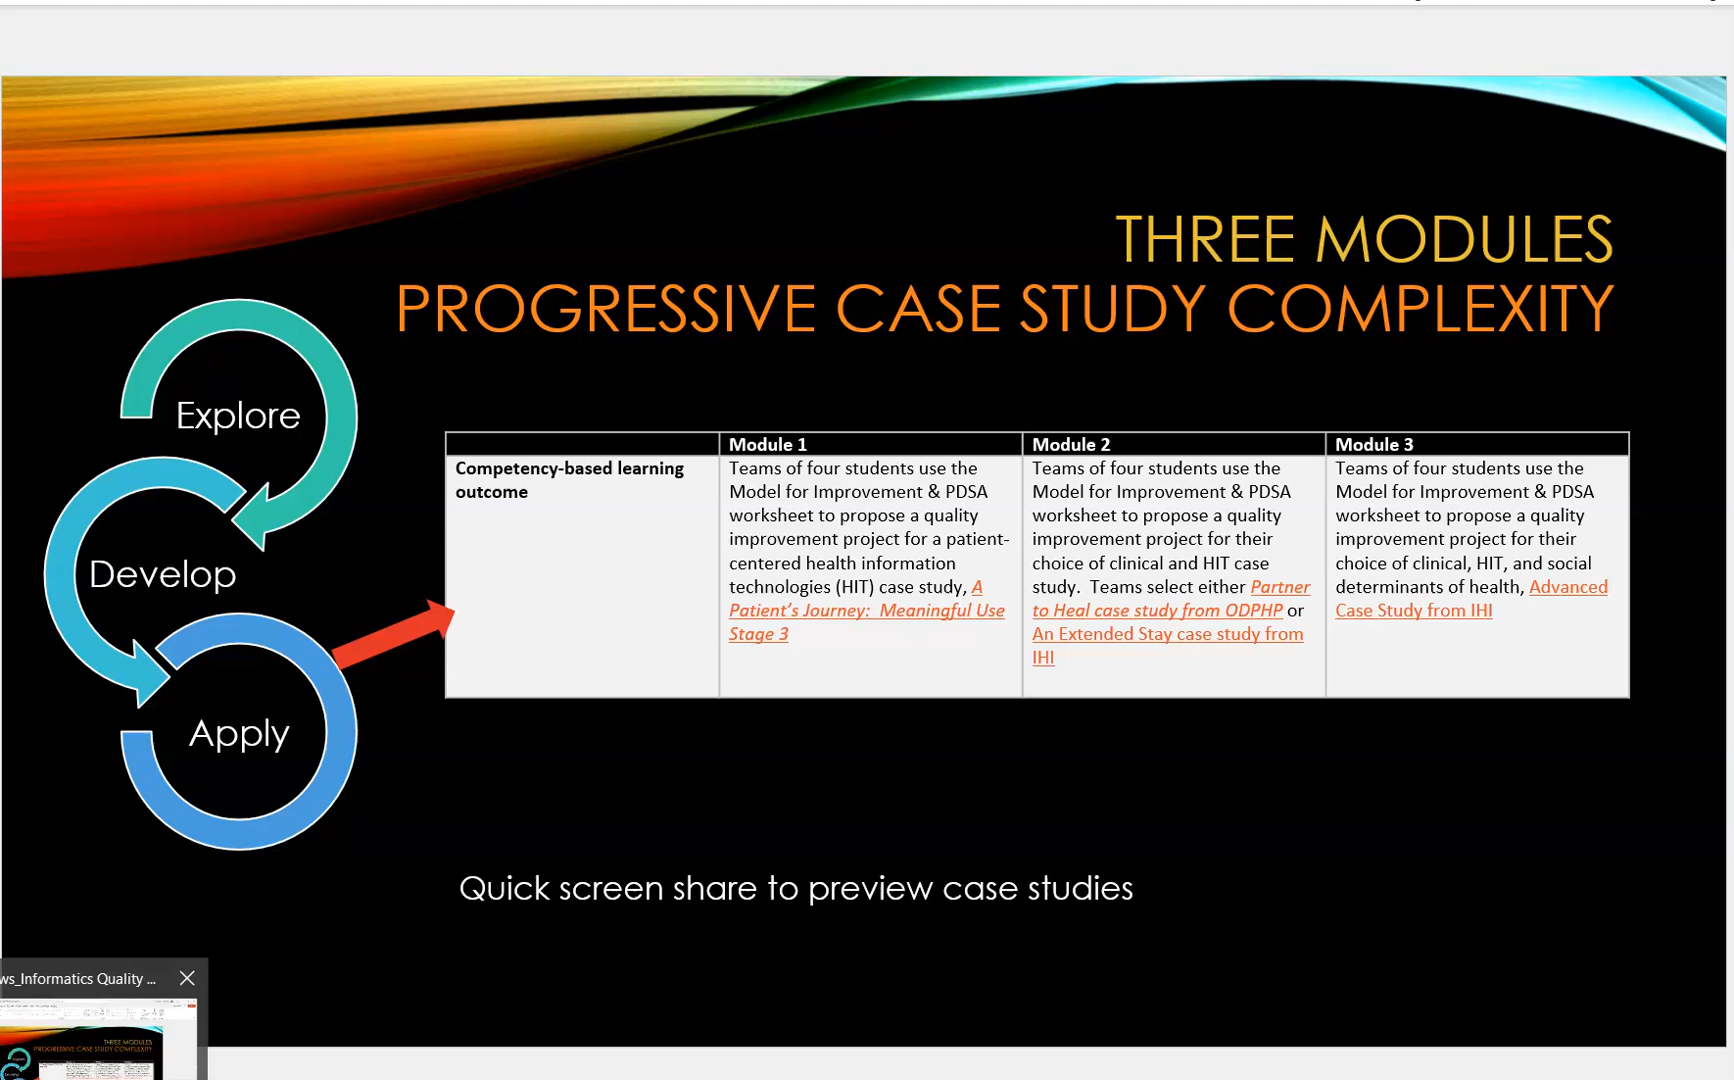 THREE MODULES
PROGRESSIVE CASE STUDY COMPLEXITY
Explore
Develop
Apply
Module 1
Module 2
Module 3
Competency-based learning
outcome
Teams of four students use the
Model for Improvement & PDSA
worksheet to propose a quality
improvement project for a patient-
centered health information
technologies (HIT) case study, A
Patient’s Journey:  Meaningful Use
Stage 3
Teams of four students use the
Model for Improvement & PDSA
worksheet to propose a quality
improvement project for their
choice of clinical and HIT case
study.  Teams select either Partner
to Heal case study from ODPHP or
An Extended Stay case study from
IHI
Teams of four students use the
Model for Improvement & PDSA
worksheet to propose a quality
improvement project for their
choice of clinical, HIT, and social
determinants of health, Advanced
Case Study from IHI
Quick screen share to preview case studies
ws_Informatics Quality ...
THREE MODULES
PROGRESSIVE CASE STUDY COMPLEXITY